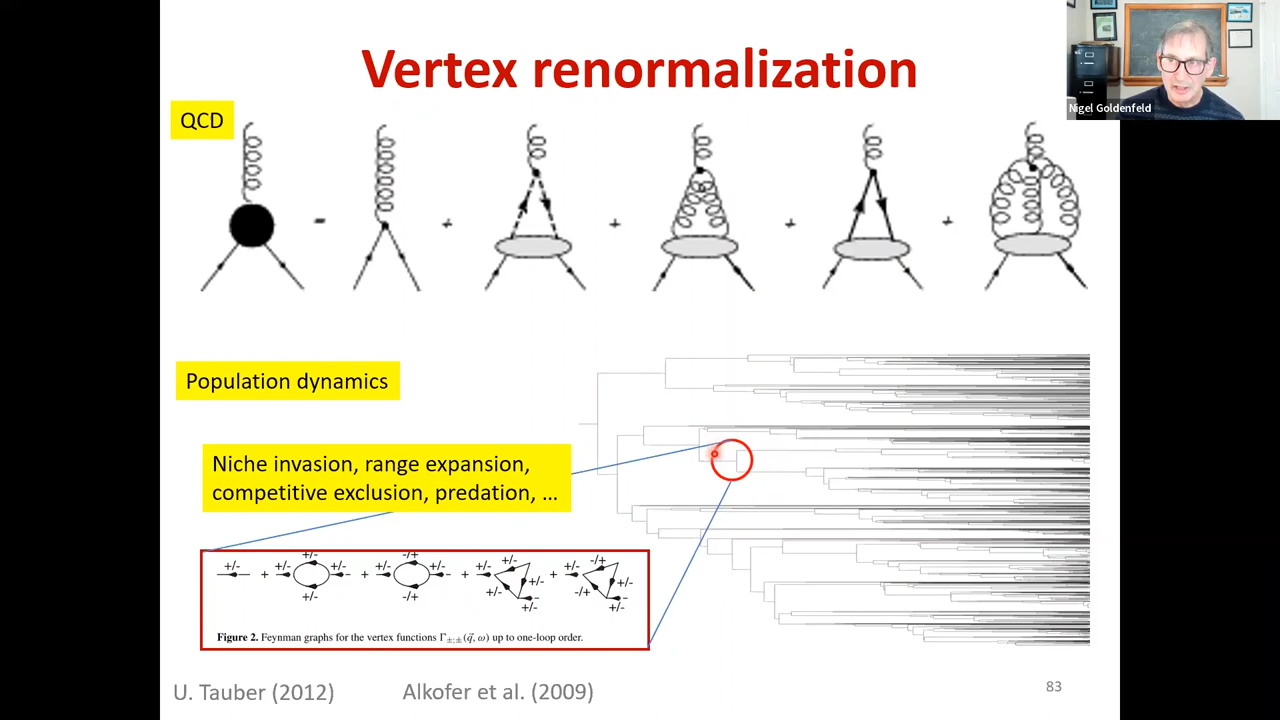 Vertex renormalization
Nigel Goldenfeld
QCD
- + + + +
Population dynamics
Niche invasion, range expansion,
competitive exclusion, predation, …
+/- -/+ +/- -/+
+/- + +/- +/- + +/- +/- + +/- +/- + +/- +/-
+/- -/+ +/- -/+
+/- +/-
Figure 2. Feynman graphs for the vertex functions Γ±;±(q⃗, ω) up to one-loop order.
U. Tauber (2012) Alkofer et al. (2009)
83